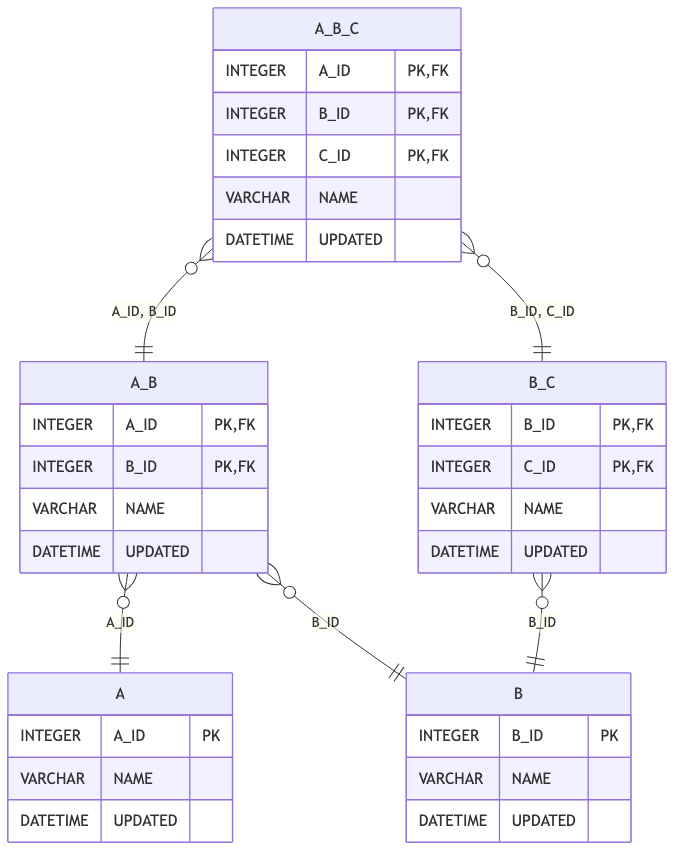 A_B_C
INTEGER A_ID PK,FK
INTEGER B_ID PK,FK
INTEGER C_ID PK,FK
VARCHAR NAME
DATETIME UPDATED
A_ID, B_ID
B_ID, C_ID
A_B
INTEGER A_ID PK,FK
INTEGER B_ID PK,FK
VARCHAR NAME
DATETIME UPDATED
B_C
INTEGER B_ID PK,FK
INTEGER C_ID PK,FK
VARCHAR NAME
DATETIME UPDATED
A_ID
B_ID
B_ID
A
INTEGER A_ID PK
VARCHAR NAME
DATETIME UPDATED
B
INTEGER B_ID PK
VARCHAR NAME
DATETIME UPDATED